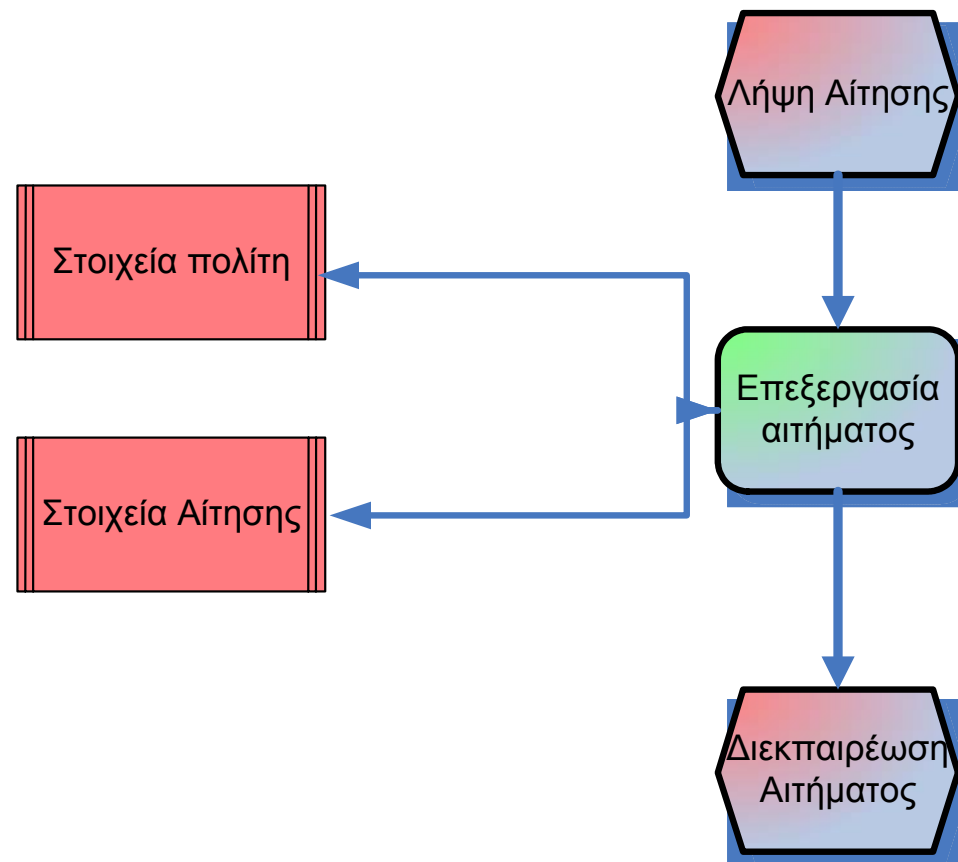 Λήψη Αίτησης
Στοιχεία πολίτη
Επεξεργασία
αιτήματος
Στοιχεία Αίτησης
Διεκπαιρέωση
Αιτήματος